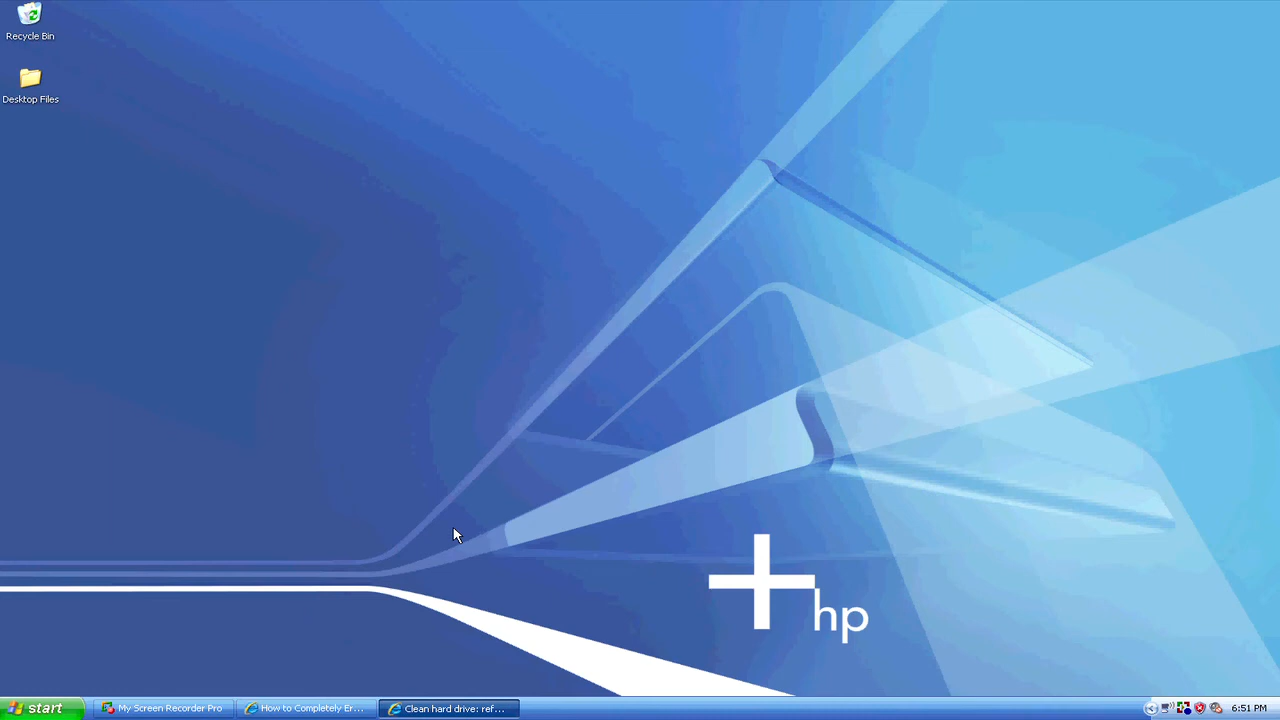 Recycle Bin
Desktop Files
hp
start
My Screen Recorder Pro
How to Completely Er...
Clean hard drive: ref...
6:51 PM